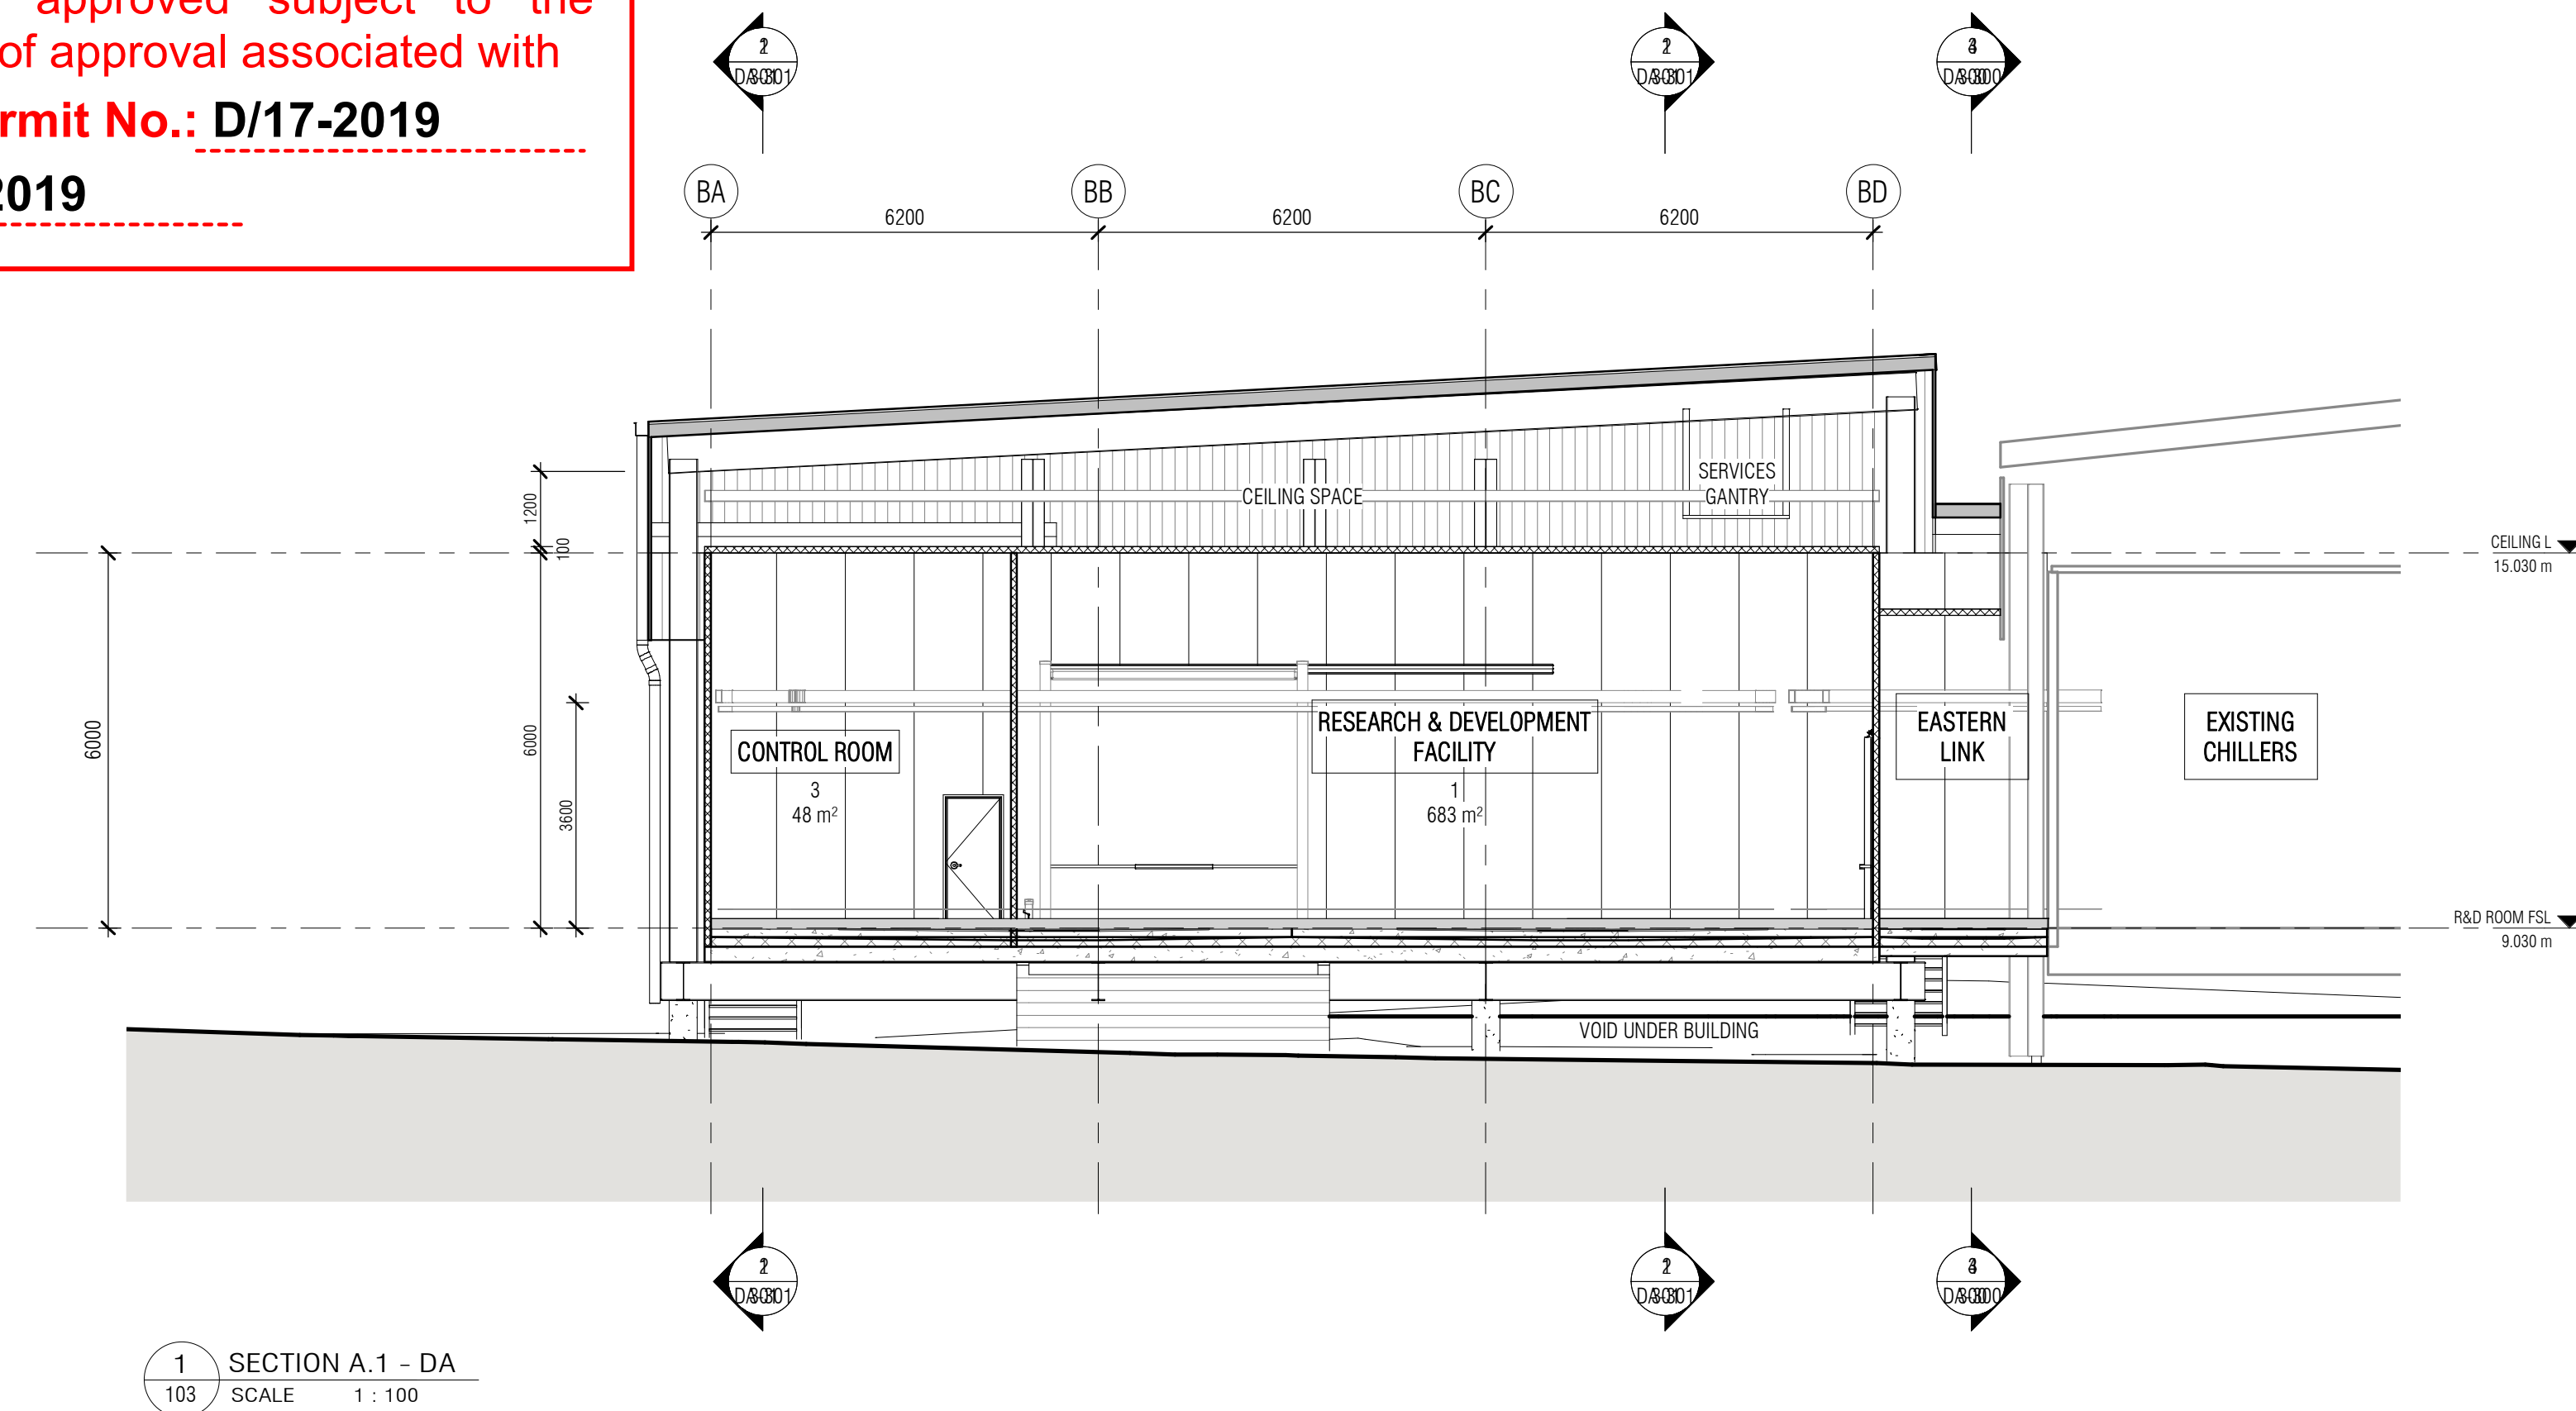 approved subject to the
of approval associated with
rmit No.: D/17-2019
2019
BA
BB
BC
BD
6200
6200
6200
SERVICES
GANTRY
CEILING SPACE
1200
100
6000
6000
3600
CEILING L
15.030 m
CONTROL ROOM
3
48 m²
RESEARCH & DEVELOPMENT
FACILITY
1
683 m²
EASTERN
LINK
EXISTING
CHILLERS
R&D ROOM FSL
9.030 m
VOID UNDER BUILDING
1
103
SECTION A.1 - DA
SCALE 1 : 100